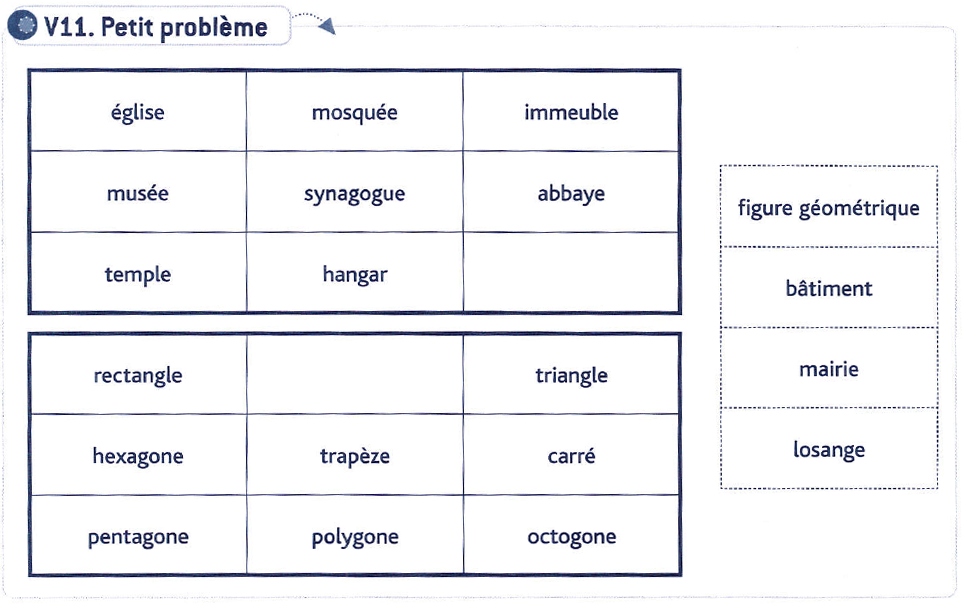 V11. Petit problème
église mosquée immeuble
musée synagogue abbaye
temple hangar
rectangle triangle
hexagone trapèze carré
pentagone polygone octogone
figure géométrique
bâtiment
mairie
losange